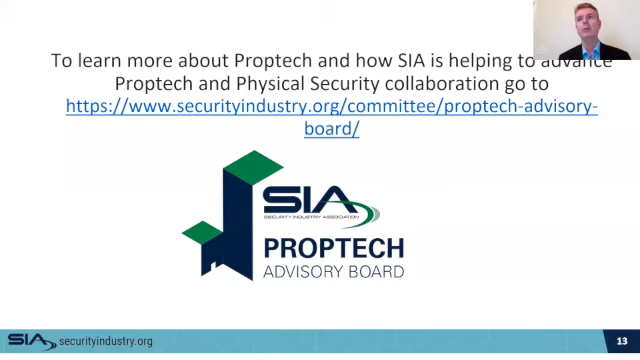 To learn more about Proptech and how SIA is helping to advance
Proptech and Physical Security collaboration go to
https://www.securityindustry.org/committee/proptech-advisory-
board/
SIA
SECURITY INDUSTRY ASSOCIATION
PROPTECH
ADVISORY BOARD
SIA securityindustry.org
13